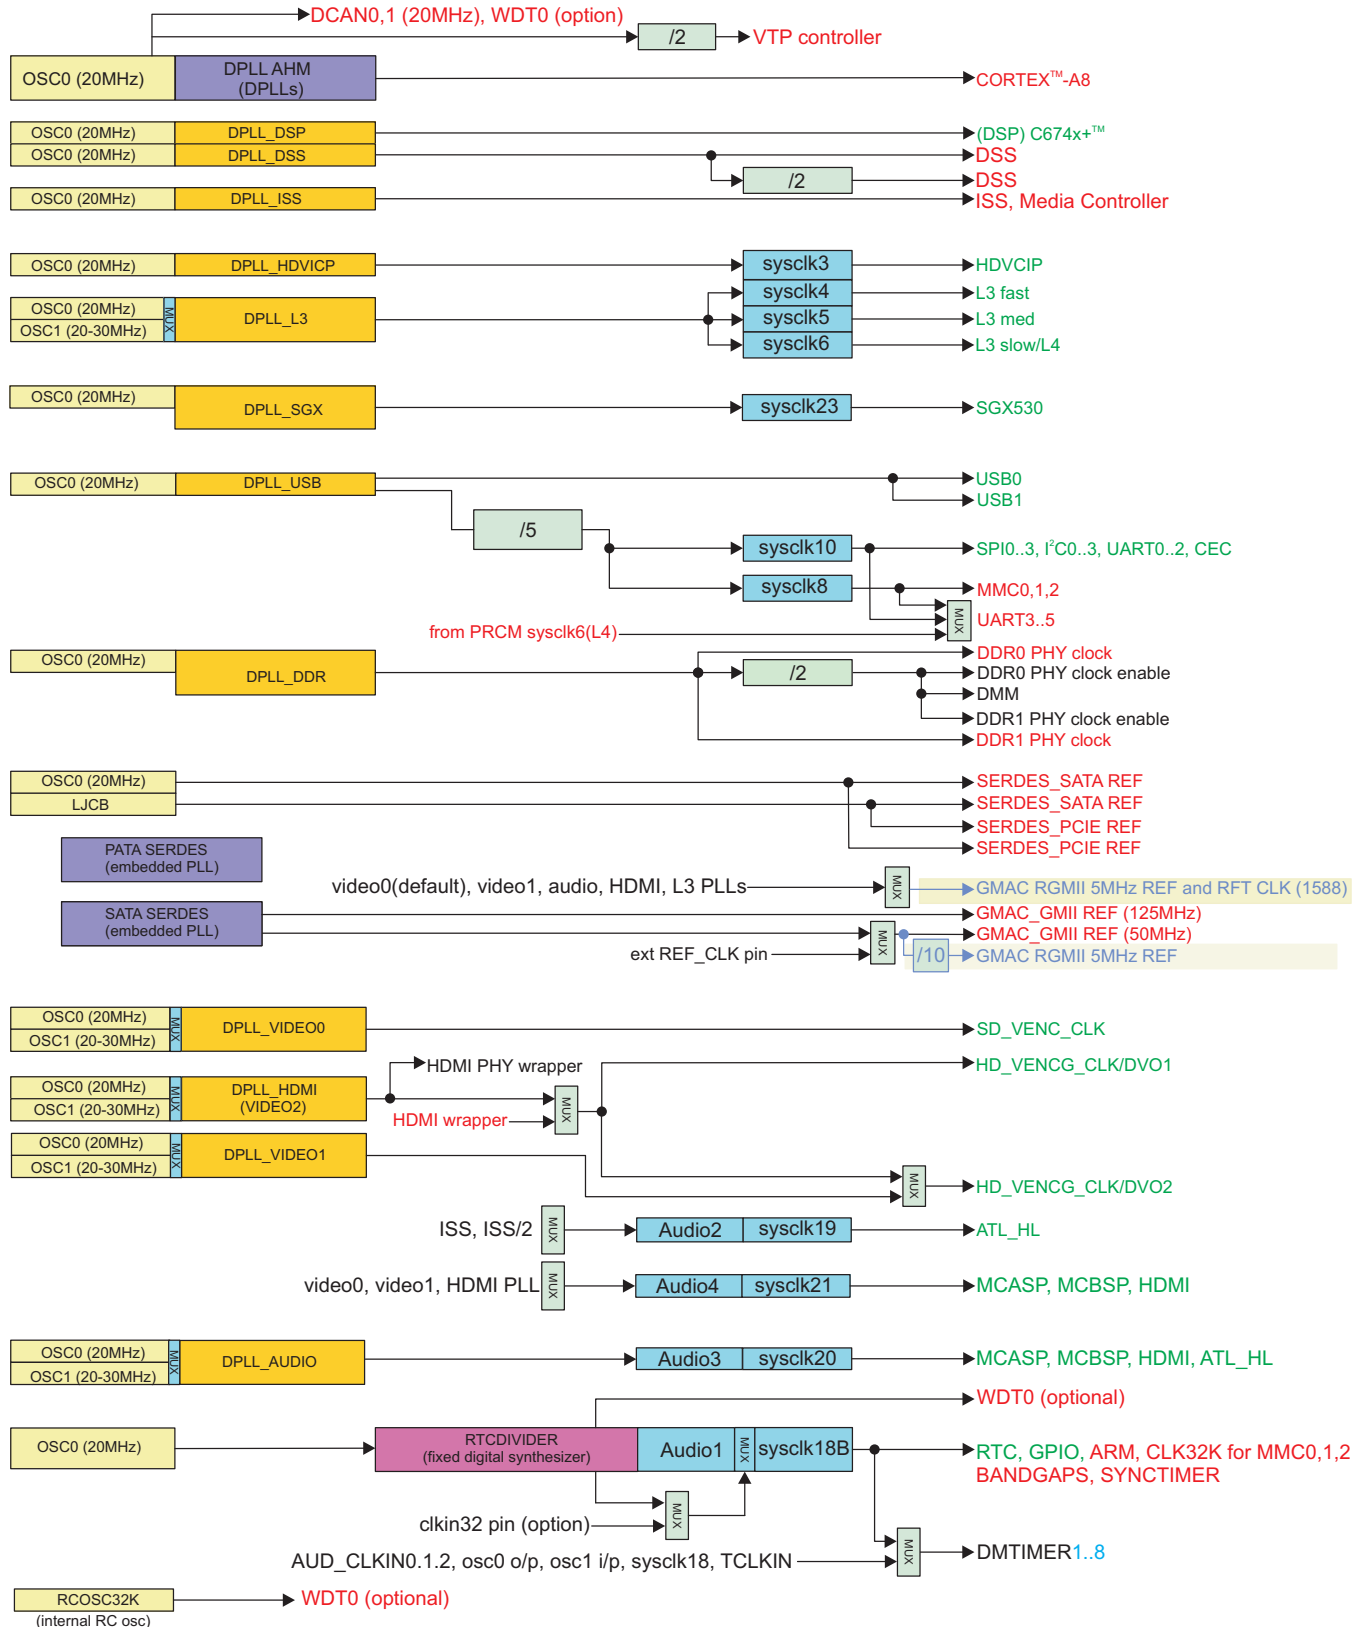 DCAN0,1 (20MHz), WDT0 (option)
/2
VTP controller
OSC0 (20MHz)
DPLL AHM
(DPLLs)
CORTEX™-A8
OSC0 (20MHz)
DPLL_DSP
(DSP) C674x+™
OSC0 (20MHz)
DPLL_DSS
DSS
/2
DSS
OSC0 (20MHz)
DPLL_ISS
ISS, Media Controller
OSC0 (20MHz)
DPLL_HDVICP
sysclk3
HDVCIP
OSC0 (20MHz)
OSC1 (20-30MHz)
MUX
DPLL_L3
sysclk4
L3 fast
sysclk5
L3 med
sysclk6
L3 slow/L4
OSC0 (20MHz)
DPLL_SGX
sysclk23
SGX530
OSC0 (20MHz)
DPLL_USB
USB0
USB1
/5
sysclk10
SPI0..3, I²C0..3, UART0..2, CEC
sysclk8
MMC0,1,2
MUX
UART3..5
from PRCM sysclk6(L4)
OSC0 (20MHz)
DPLL_DDR
DDR0 PHY clock
/2
DDR0 PHY clock enable
DMM
DDR1 PHY clock enable
DDR1 PHY clock
OSC0 (20MHz)
SERDES_SATA REF
LJCB
SERDES_SATA REF
SERDES_PCIE REF
SERDES_PCIE REF
PATA SERDES
(embedded PLL)
video0(default), video1, audio, HDMI, L3 PLLs
MUX
GMAC RGMII 5MHz REF and RFT CLK (1588)
SATA SERDES
(embedded PLL)
GMAC_GMII REF (125MHz)
MUX
GMAC_GMII REF (50MHz)
ext REF_CLK pin
/10
GMAC RGMII 5MHz REF
OSC0 (20MHz)
OSC1 (20-30MHz)
MUX
DPLL_VIDEO0
SD_VENC_CLK
HDMI PHY wrapper
HD_VENCG_CLK/DVO1
OSC0 (20MHz)
OSC1 (20-30MHz)
MUX
DPLL_HDMI
(VIDEO2)
MUX
HDMI wrapper
OSC0 (20MHz)
OSC1 (20-30MHz)
MUX
DPLL_VIDEO1
MUX
HD_VENCG_CLK/DVO2
ISS, ISS/2
MUX
Audio2
sysclk19
ATL_HL
video0, video1, HDMI PLL
MUX
Audio4
sysclk21
MCASP, MCBSP, HDMI
OSC0 (20MHz)
OSC1 (20-30MHz)
MUX
DPLL_AUDIO
Audio3
sysclk20
MCASP, MCBSP, HDMI, ATL_HL
WDT0 (optional)
OSC0 (20MHz)
RTCDIVIDER
(fixed digital synthesizer)
Audio1
MUX
sysclk18B
RTC, GPIO, ARM, CLK32K for MMC0,1,2
BANDGAPS, SYNCTIMER
MUX
clkin32 pin (option)
AUD_CLKIN0.1.2, osc0 o/p, osc1 i/p, sysclk18, TCLKIN
MUX
DMTIMER1..8
RCOSC32K
(internal RC osc)
WDT0 (optional)